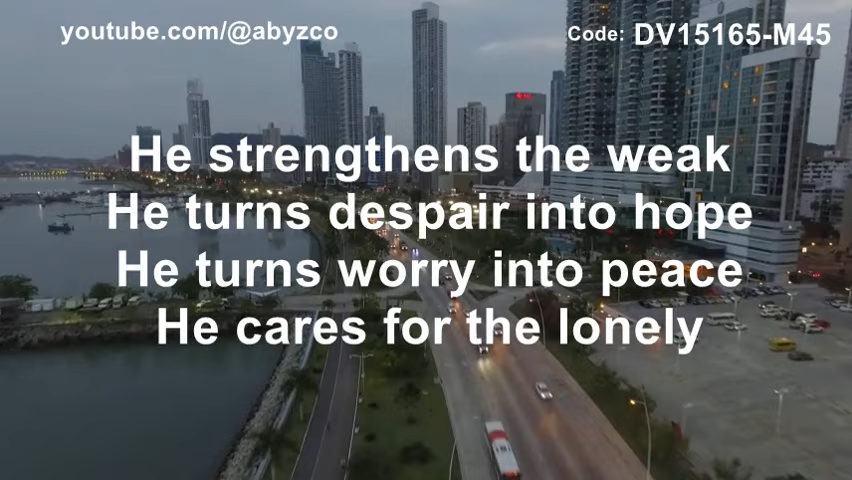 youtube.com/@abyzco
Code: DV15165-M45
He strengthens the weak
He turns despair into hope
He turns worry into peace
He cares for the lonely